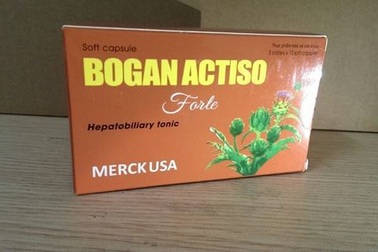 Soft capsule
BOGAN ACTISO
Forte
Hepatobiliary tonic
MERCK USA